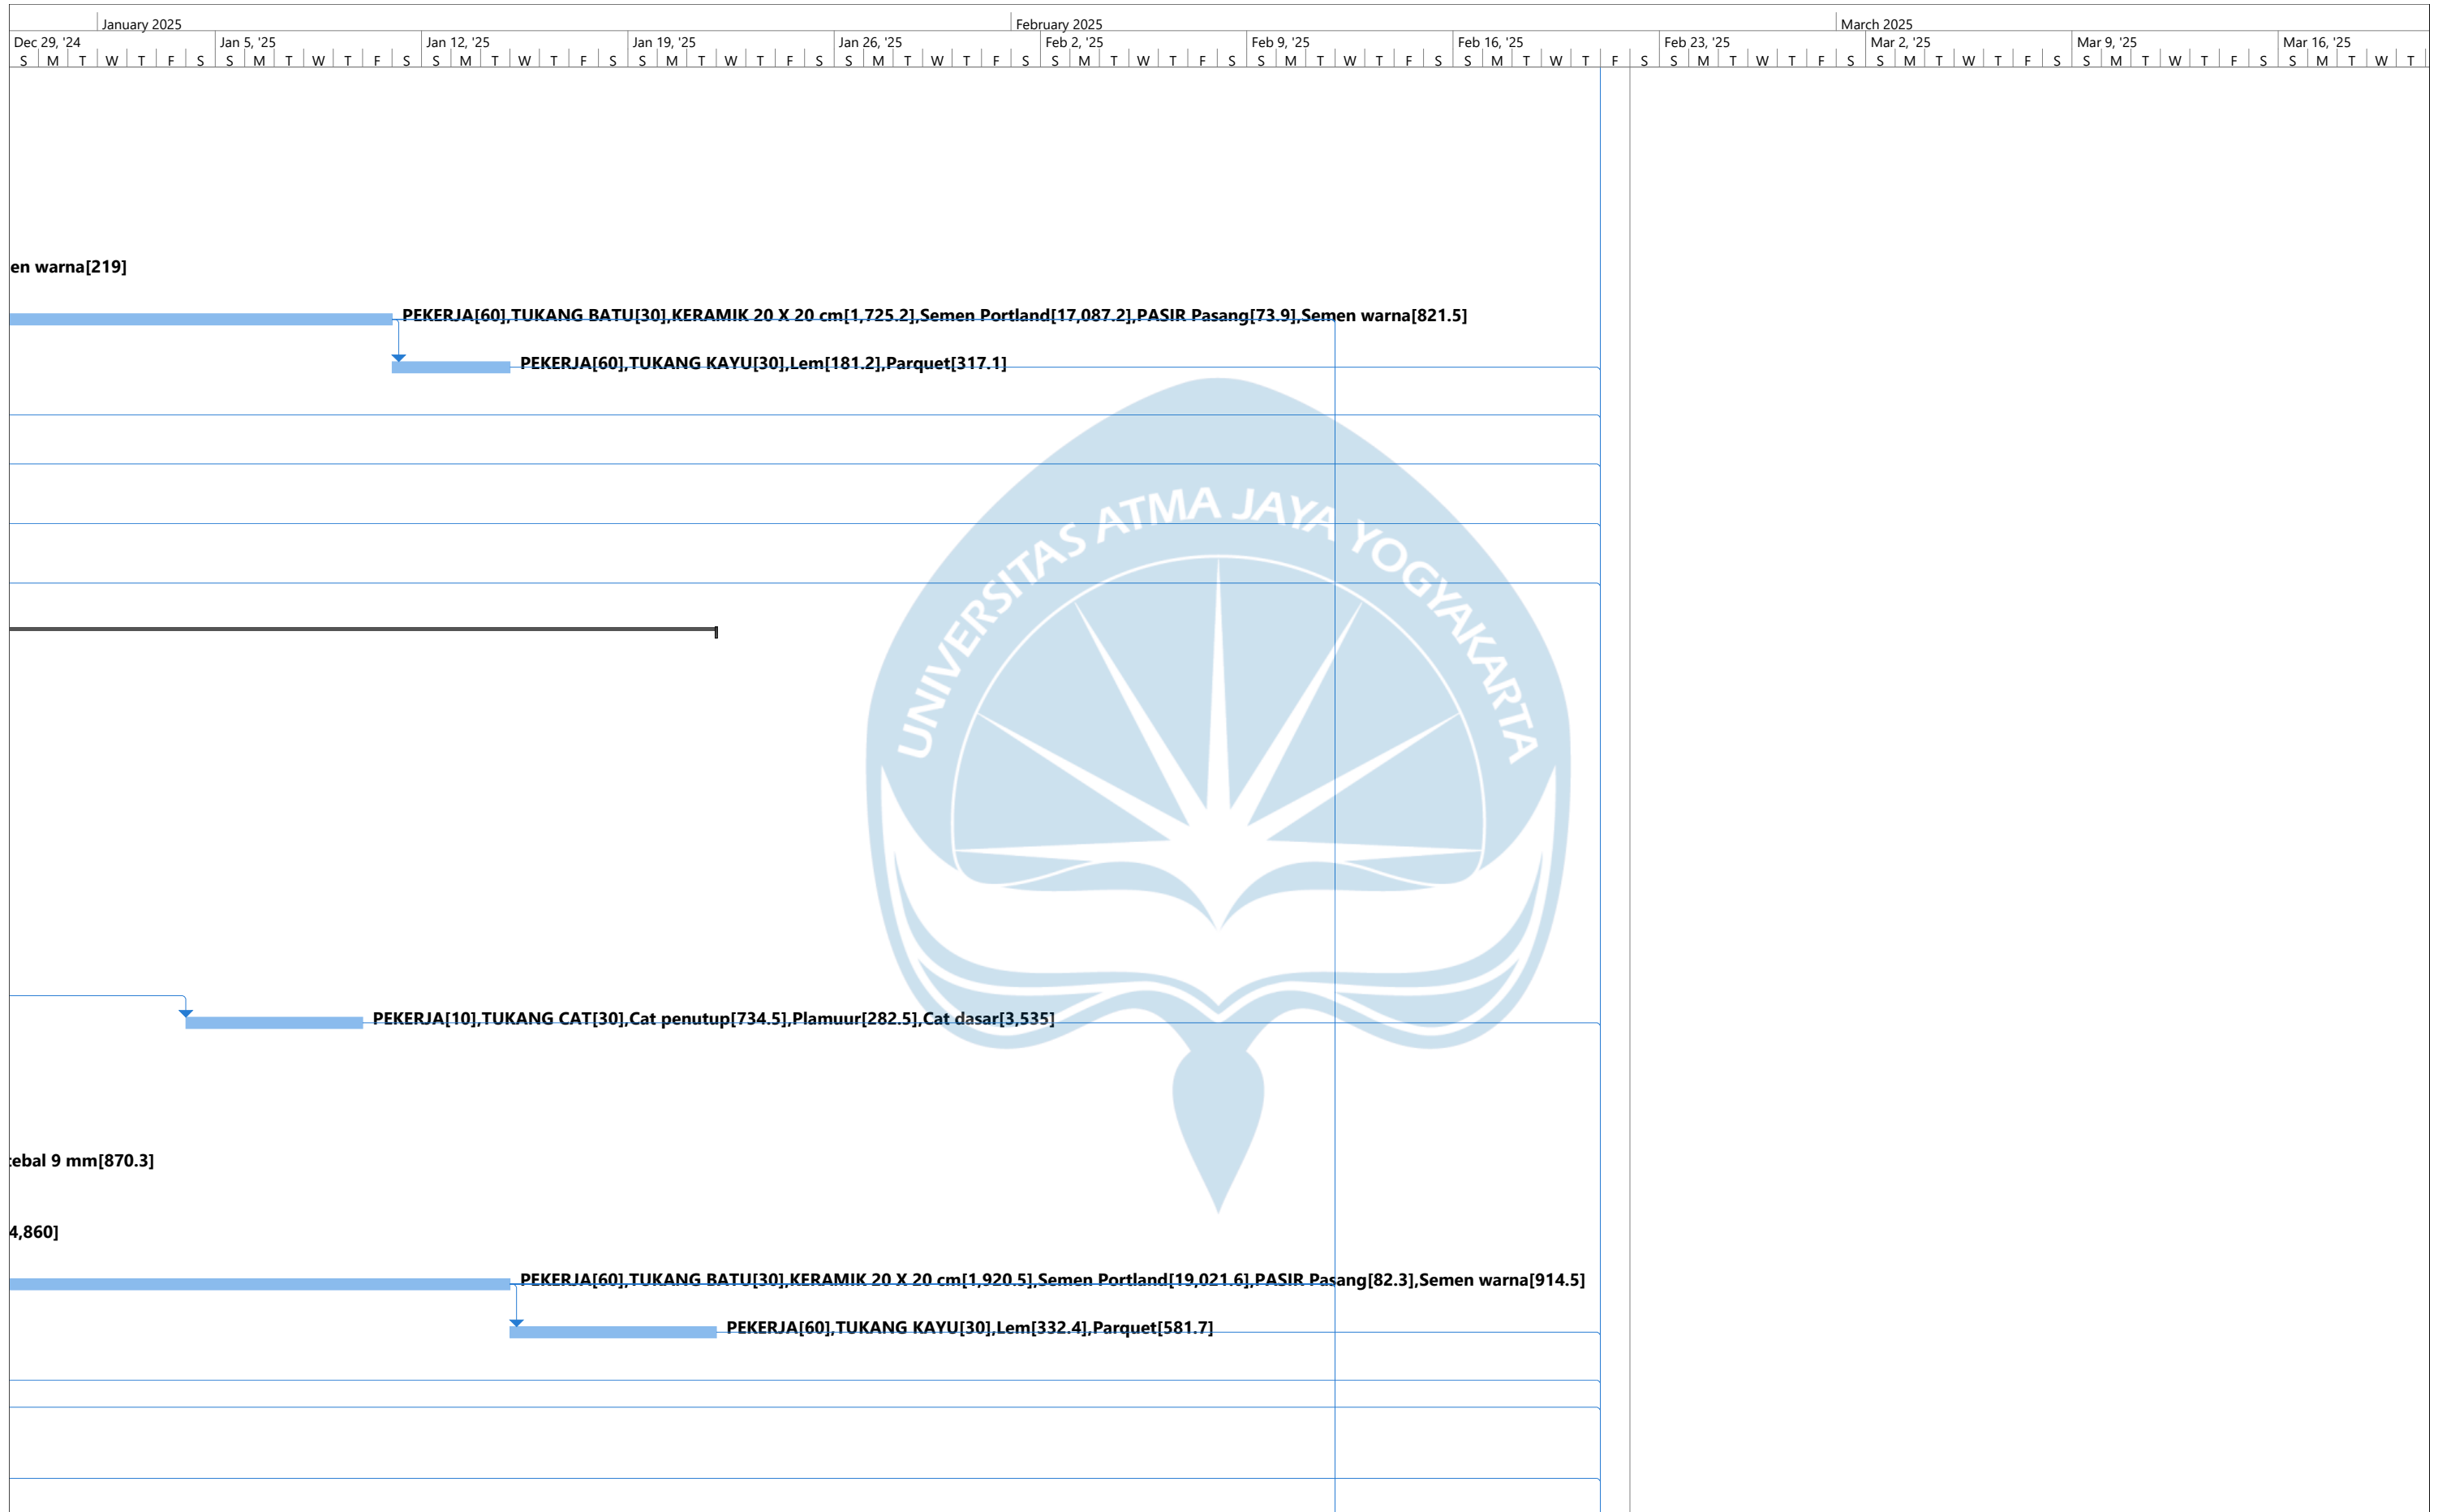 January 2025 February 2025 March 2025
Dec 29, '24 Jan 5, '25 Jan 12, '25 Jan 19, '25 Jan 26, '25 Feb 2, '25 Feb 9, '25 Feb 16, '25 Feb 23, '25 Mar 2, '25 Mar 9, '25 Mar 16, '25
S M T W T F S S M T W T F S S M T W T F S S M T W T F S S M T W T F S S M T W T F S S M T W T F S S M T W T F S S M T W T F S S M T W T F S S M T W T F S S M T W T
en warna[219]
PEKERJA[60],TUKANG BATU[30],KERAMIK 20 X 20 cm[1,725.2],Semen Portland[17,087.2],PASIR Pasang[73.9],Semen warna[821.5]
PEKERJA[60],TUKANG KAYU[30],Lem[181.2],Parquet[317.1]
UNIVERSITAS ATMA JAYA YOGYAKARTA
PEKERJA[10],TUKANG CAT[30],Cat penutup[734.5],Plamuur[282.5],Cat dasar[3,535]
tebal 9 mm[870.3]
4,860]
PEKERJA[60],TUKANG BATU[30],KERAMIK 20 X 20 cm[1,920.5],Semen Portland[19,021.6],PASIR Pasang[82.3],Semen warna[914.5]
PEKERJA[60],TUKANG KAYU[30],Lem[332.4],Parquet[581.7]